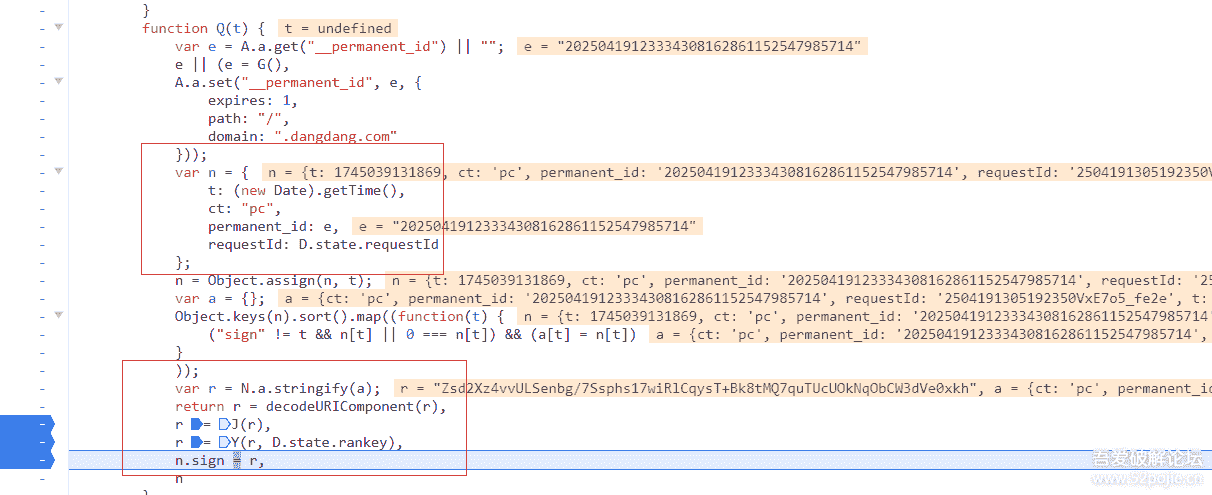 }
function Q(t) { t = undefined
var e = A.a.get("__permanent_id") || ""; e = "20250419123334308162861152547985714"
e || (e = G(),
A.a.set("__permanent_id", e, {
expires: 1,
path: "/",
domain: ".dangdang.com"
}));
var n = { n = {t: 1745039131869, ct: 'pc', permanent_id: '20250419123334308162861152547985714', requestId: '2504191305192350V
t: (new Date).getTime(),
ct: "pc",
permanent_id: e, e = "20250419123334308162861152547985714"
requestId: D.state.requestId
};
n = Object.assign(n, t); n = {t: 1745039131869, ct: 'pc', permanent_id: '20250419123334308162861152547985714', requestId: '25
var a = {}; a = {ct: 'pc', permanent_id: '20250419123334308162861152547985714', requestId: '2504191305192350VxE7o5_fe2e', t:
Object.keys(n).sort().map((function(t) { n = {t: 1745039131869, ct: 'pc', permanent_id: '20250419123334308162861152547985714'
("sign" != t && n[t] || 0 === n[t]) && (a[t] = n[t]) a = {ct: 'pc', permanent_id: '20250419123334308162861152547985714',
}
));
var r = N.a.stringify(a); r = "Zsd2Xz4vvULSenbg/7Ssphs17wiRlCqysT+Bk8tMQ7quTUcUOkNqObCW3dVe0xkh", a = {ct: 'pc', permanent_id
return r = decodeURIComponent(r),
r = J(r),
r = Y(r, D.state.rankey),
n.sign = r,
n
吾爱破解论坛
www.52pojie.cn